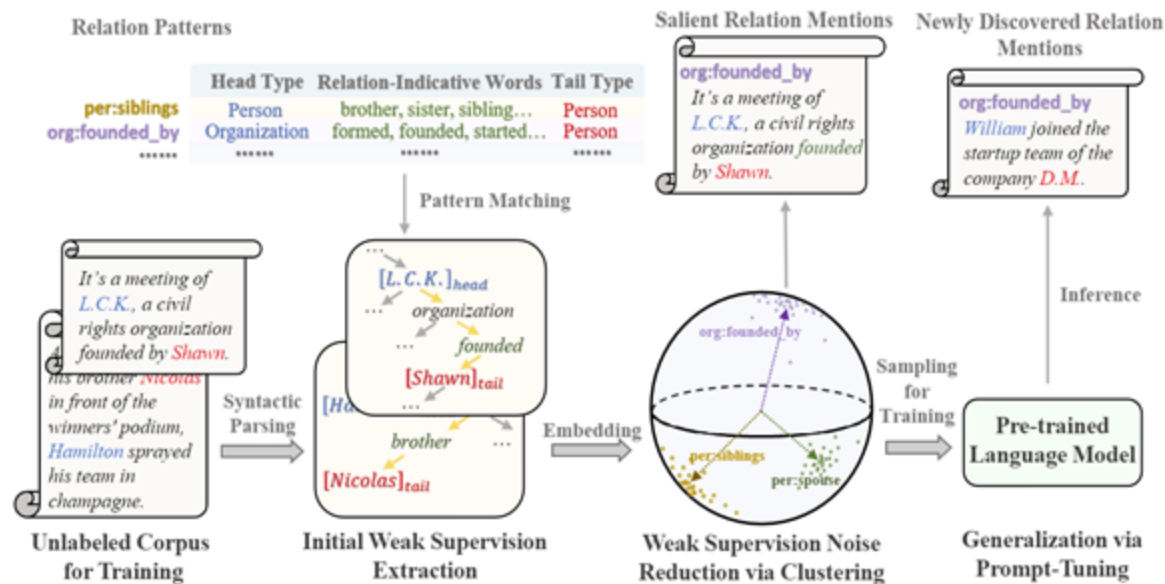 Relation Patterns
Head Type Relation-Indicative Words Tail Type
per:siblings Person brother, sister, sibling... Person
org:founded_by Organization formed, founded, started... Person
...... ...... ...... ......
Pattern Matching
Salient Relation Mentions
org:founded_by
It's a meeting of
L.C.K., a civil rights
organization founded
by Shawn.
Newly Discovered Relation
Mentions
org:founded_by
William joined the
startup team of the
company D.M..
It's a meeting of
L.C.K., a civil
rights organization
founded by Shawn.
his brother Nicolas
in front of the
winners' podium,
Hamilton sprayed
his team in
champagne.
Syntactic
Parsing
...
[L.C.K.]head
... organization
... founded
[Shawn]tail
...
[Ha
brother ...
[Nicolas]tail
Embedding
org:founded_by
per:siblings
per:spouse
Sampling
for
Training
Inference
Pre-trained
Language Model
Unlabeled Corpus
for Training
Initial Weak Supervision
Extraction
Weak Supervision Noise
Reduction via Clustering
Generalization via
Prompt-Tuning